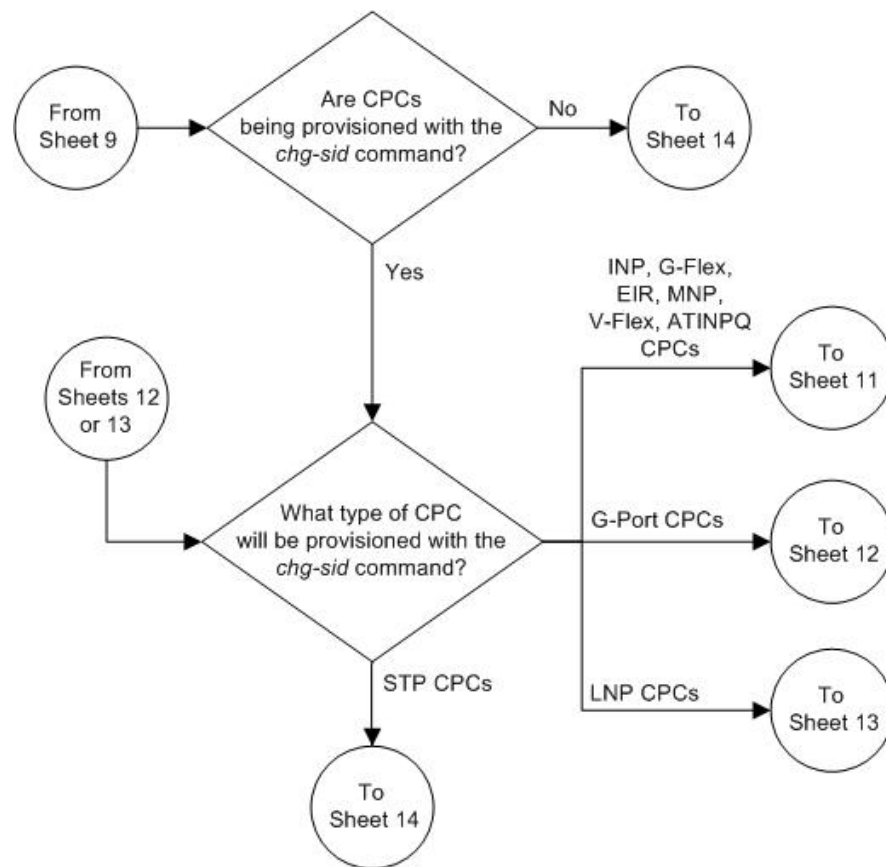 From
Sheet 9
Are CPCs
being provisioned with the
chg-sid command?
No
To
Sheet 14
Yes
From
Sheets 12
or 13
What type of CPC
will be provisioned with the
chg-sid command?
INP, G-Flex,
EIR, MNP,
V-Flex, ATINPQ
CPCs
To
Sheet 11
G-Port CPCs
To
Sheet 12
LNP CPCs
To
Sheet 13
STP CPCs
To
Sheet 14